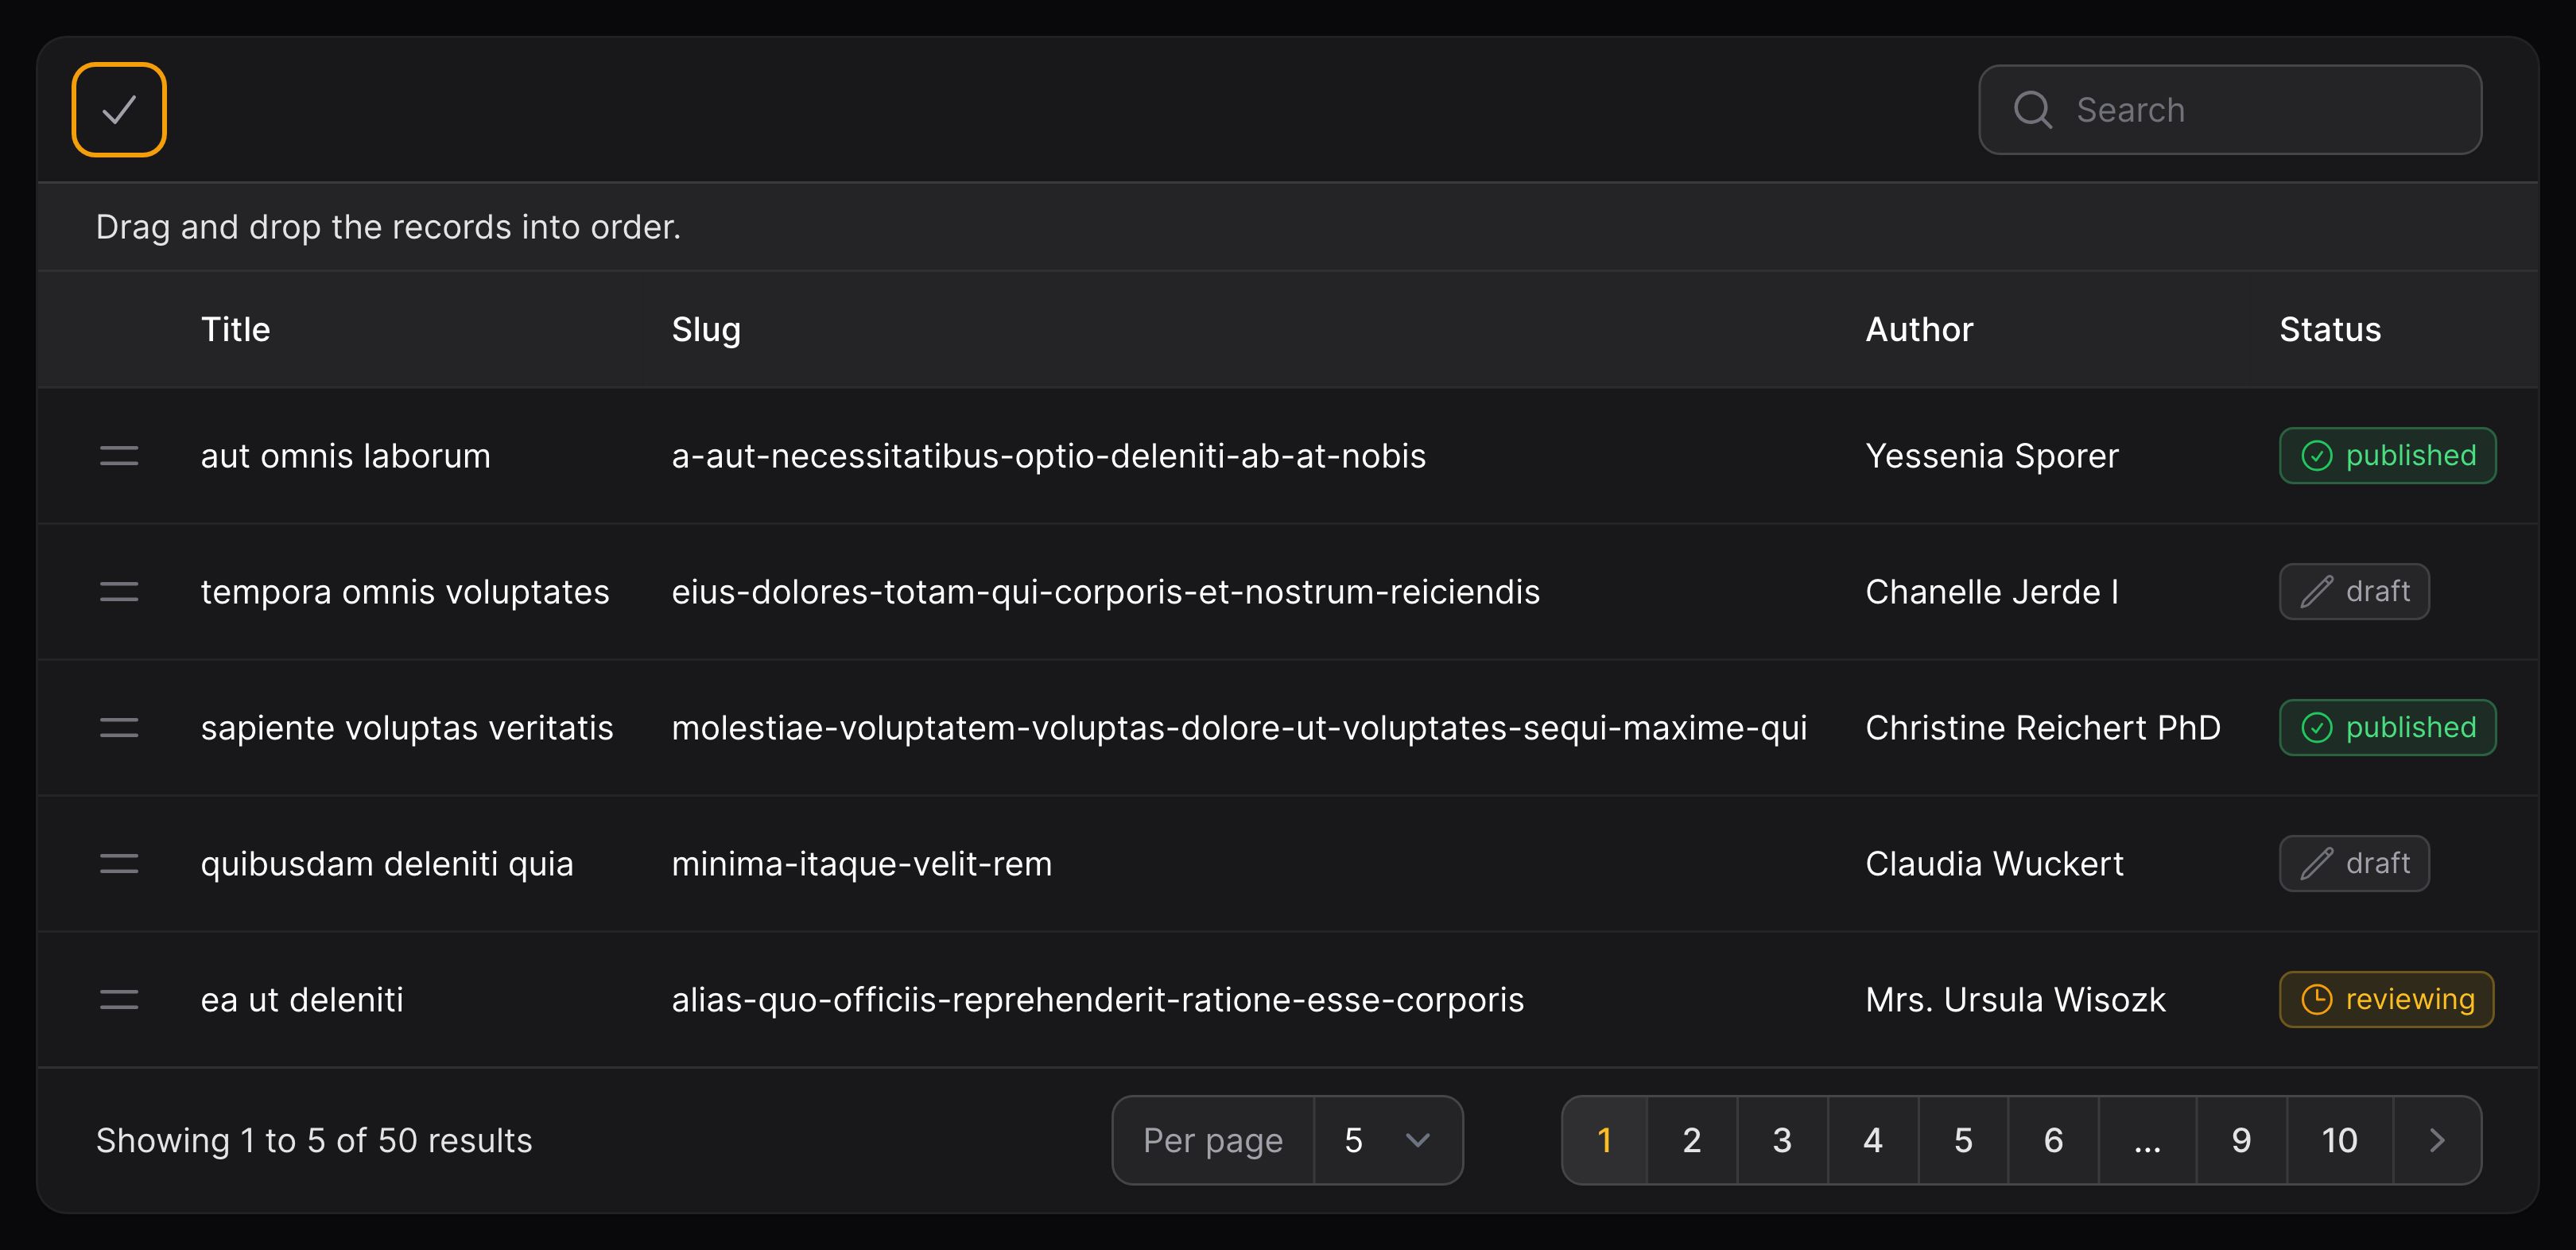 Search
Drag and drop the records into order.
Title Slug Author Status
aut omnis laborum a-aut-necessitatibus-optio-deleniti-ab-at-nobis Yessenia Sporer published
tempora omnis voluptates eius-dolores-totam-qui-corporis-et-nostrum-reiciendis Chanelle Jerde I draft
sapiente voluptas veritatis molestiae-voluptatem-voluptas-dolore-ut-voluptates-sequi-maxime-qui Christine Reichert PhD published
quibusdam deleniti quia minima-itaque-velit-rem Claudia Wuckert draft
ea ut deleniti alias-quo-officiis-reprehenderit-ratione-esse-corporis Mrs. Ursula Wisozk reviewing
Showing 1 to 5 of 50 results Per page 5 1 2 3 4 5 6 ... 9 10